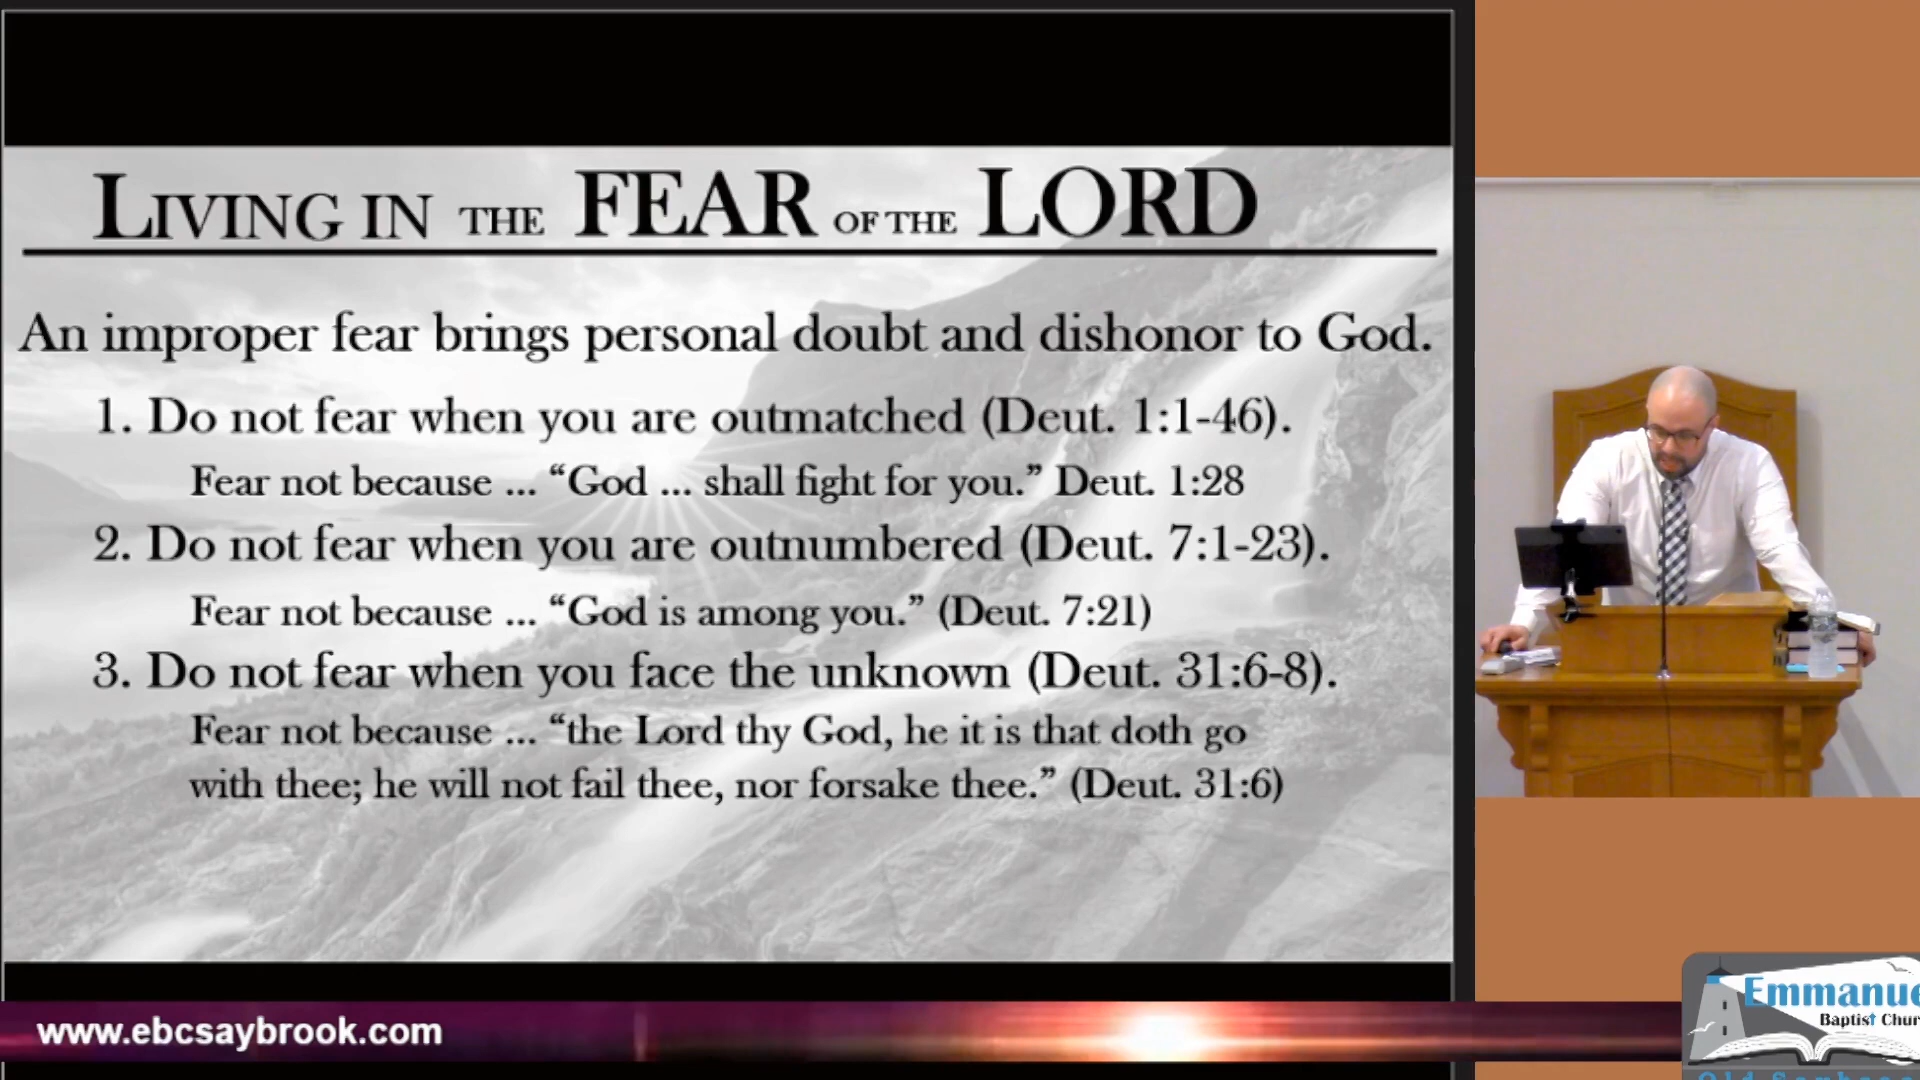 LIVING IN THE FEAR OF THE LORD
An improper fear brings personal doubt and dishonor to God.
1. Do not fear when you are outmatched (Deut. 1:1-46).
Fear not because ... “God ... shall fight for you.” Deut. 1:28
2. Do not fear when you are outnumbered (Deut. 7:1-23).
Fear not because ... “God is among you.” (Deut. 7:21)
3. Do not fear when you face the unknown (Deut. 31:6-8).
Fear not because ... “the Lord thy God, he it is that doth go
with thee; he will not fail thee, nor forsake thee.” (Deut. 31:6)
www.ebcsaybrook.com
Emmanue
Baptist Chur